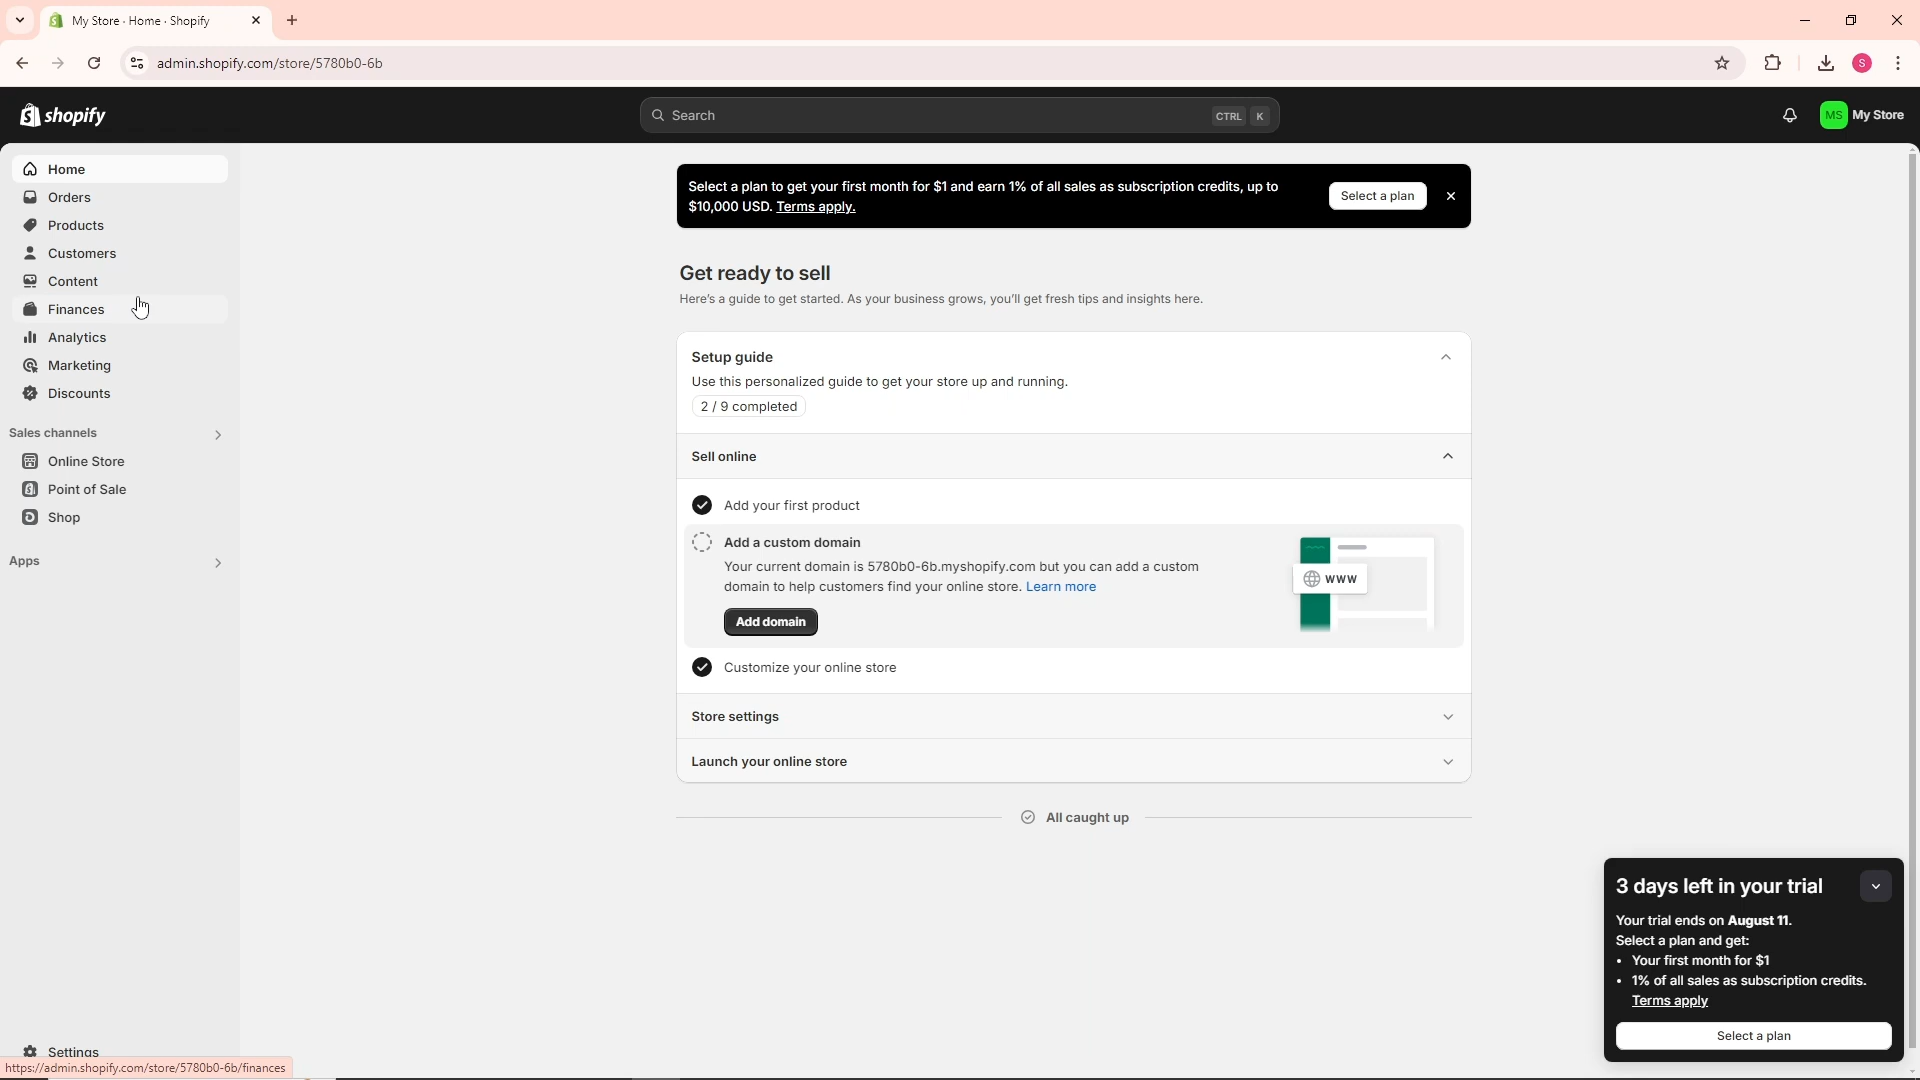 My Store · Home · Shopify
admin.shopify.com/store/5780b0-6b
S
shopify
Search
CTRL K
MS
My Store
Home
Orders
Products
Customers
Content
Finances
Analytics
Marketing
Discounts
Sales channels
Online Store
Point of Sale
Shop
Apps
Settings
https://admin.shopify.com/store/5780b0-6b/finances
Select a plan to get your first month for $1 and earn 1% of all sales as subscription credits, up to
$10,000 USD. Terms apply.
Select a plan
Get ready to sell
Here's a guide to get started. As your business grows, you'll get fresh tips and insights here.
Setup guide
Use this personalized guide to get your store up and running.
2 / 9 completed
Sell online
Add your first product
Add a custom domain
Your current domain is 5780b0-6b.myshopify.com but you can add a custom
domain to help customers find your online store. Learn more
Add domain
www
Customize your online store
Store settings
Launch your online store
All caught up
3 days left in your trial
Your trial ends on August 11.
Select a plan and get:
• Your first month for $1
• 1% of all sales as subscription credits.
Terms apply
Select a plan